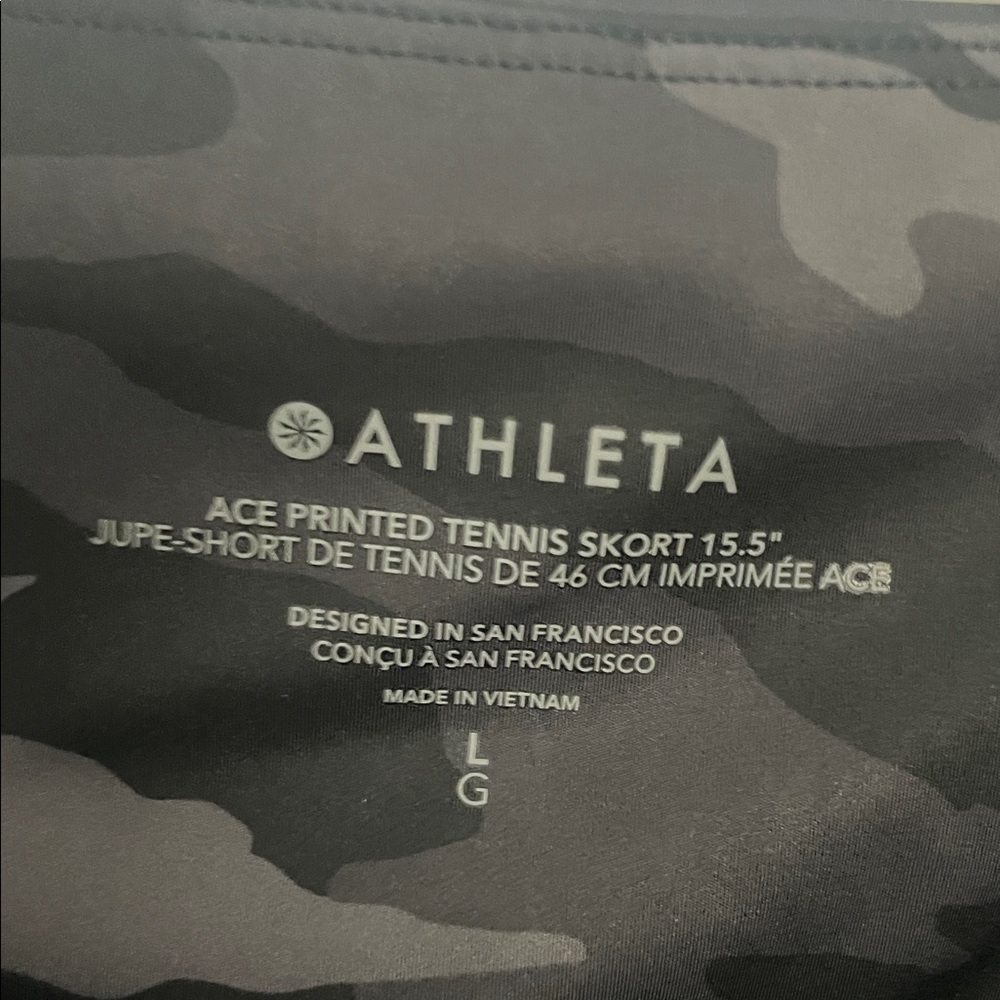 ATHLETA
ACE PRINTED TENNIS SKORT 15.5"
JUPE-SHORT DE TENNIS DE 46 CM IMPRIMÉE ACE
DESIGNED IN SAN FRANCISCO
CONÇU À SAN FRANCISCO
MADE IN VIETNAM
L
G